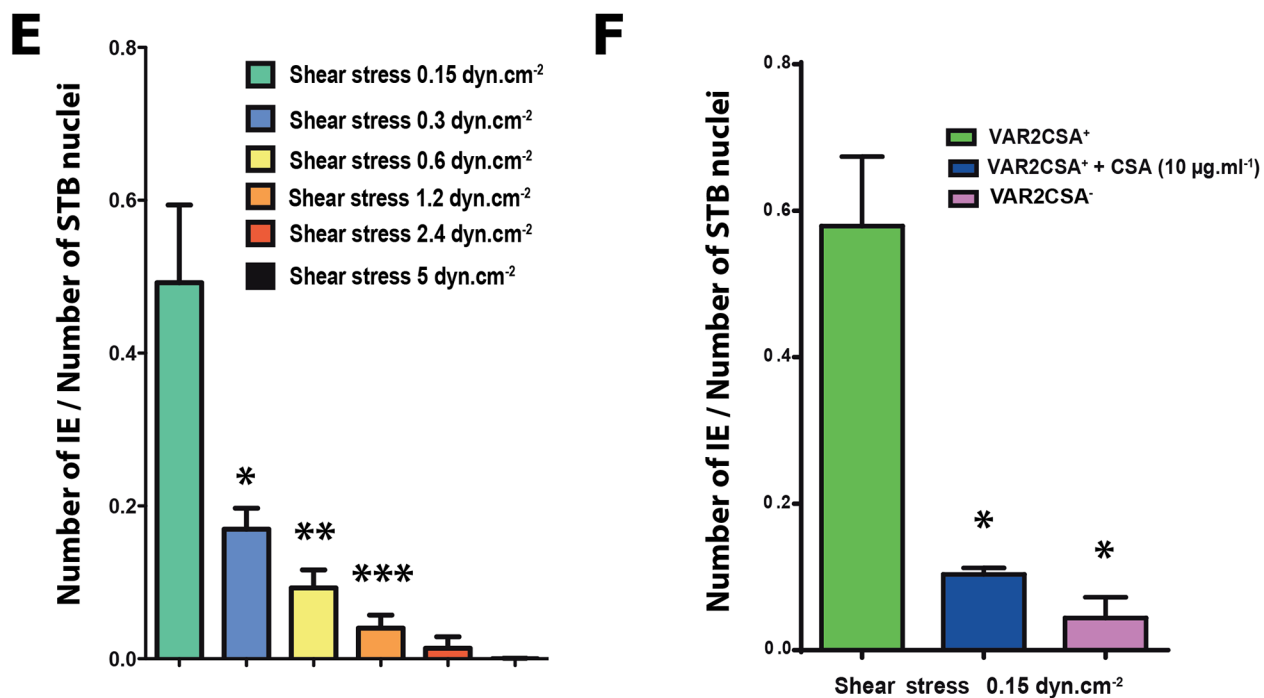 E
Number of IE / Number of STB nuclei
0.8
0.6
0.4
0.2
0.0
Shear stress 0.15 dyn.cm⁻²
Shear stress 0.3 dyn.cm⁻²
Shear stress 0.6 dyn.cm⁻²
Shear stress 1.2 dyn.cm⁻²
Shear stress 2.4 dyn.cm⁻²
Shear stress 5 dyn.cm⁻²
*
**
***
F
Number of IE / Number of STB nuclei
0.8
0.6
0.4
0.2
0.0
VAR2CSA⁺
VAR2CSA⁺ + CSA (10 µg.ml⁻¹)
VAR2CSA⁻
*
*
Shear stress 0.15 dyn.cm⁻²